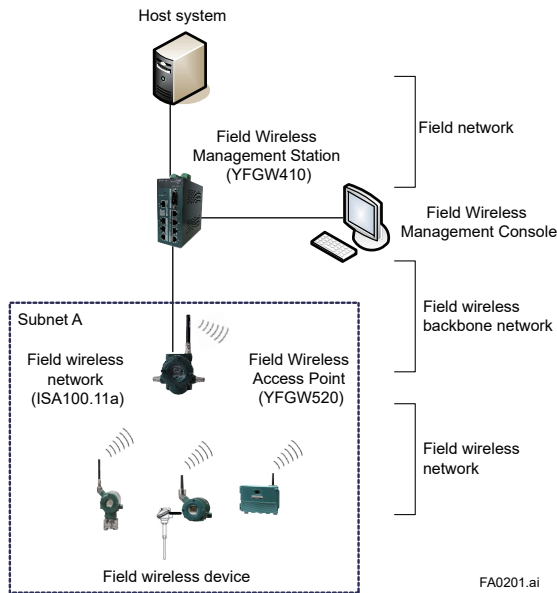 Host system
Field network
Field Wireless
Management Station
(YFGW410)
Field Wireless
Management Console
Field wireless
backbone network
Subnet A
Field wireless
network
(ISA100.11a)
Field Wireless
Access Point
(YFGW520)
Field wireless
network
Field wireless device
FA0201.ai